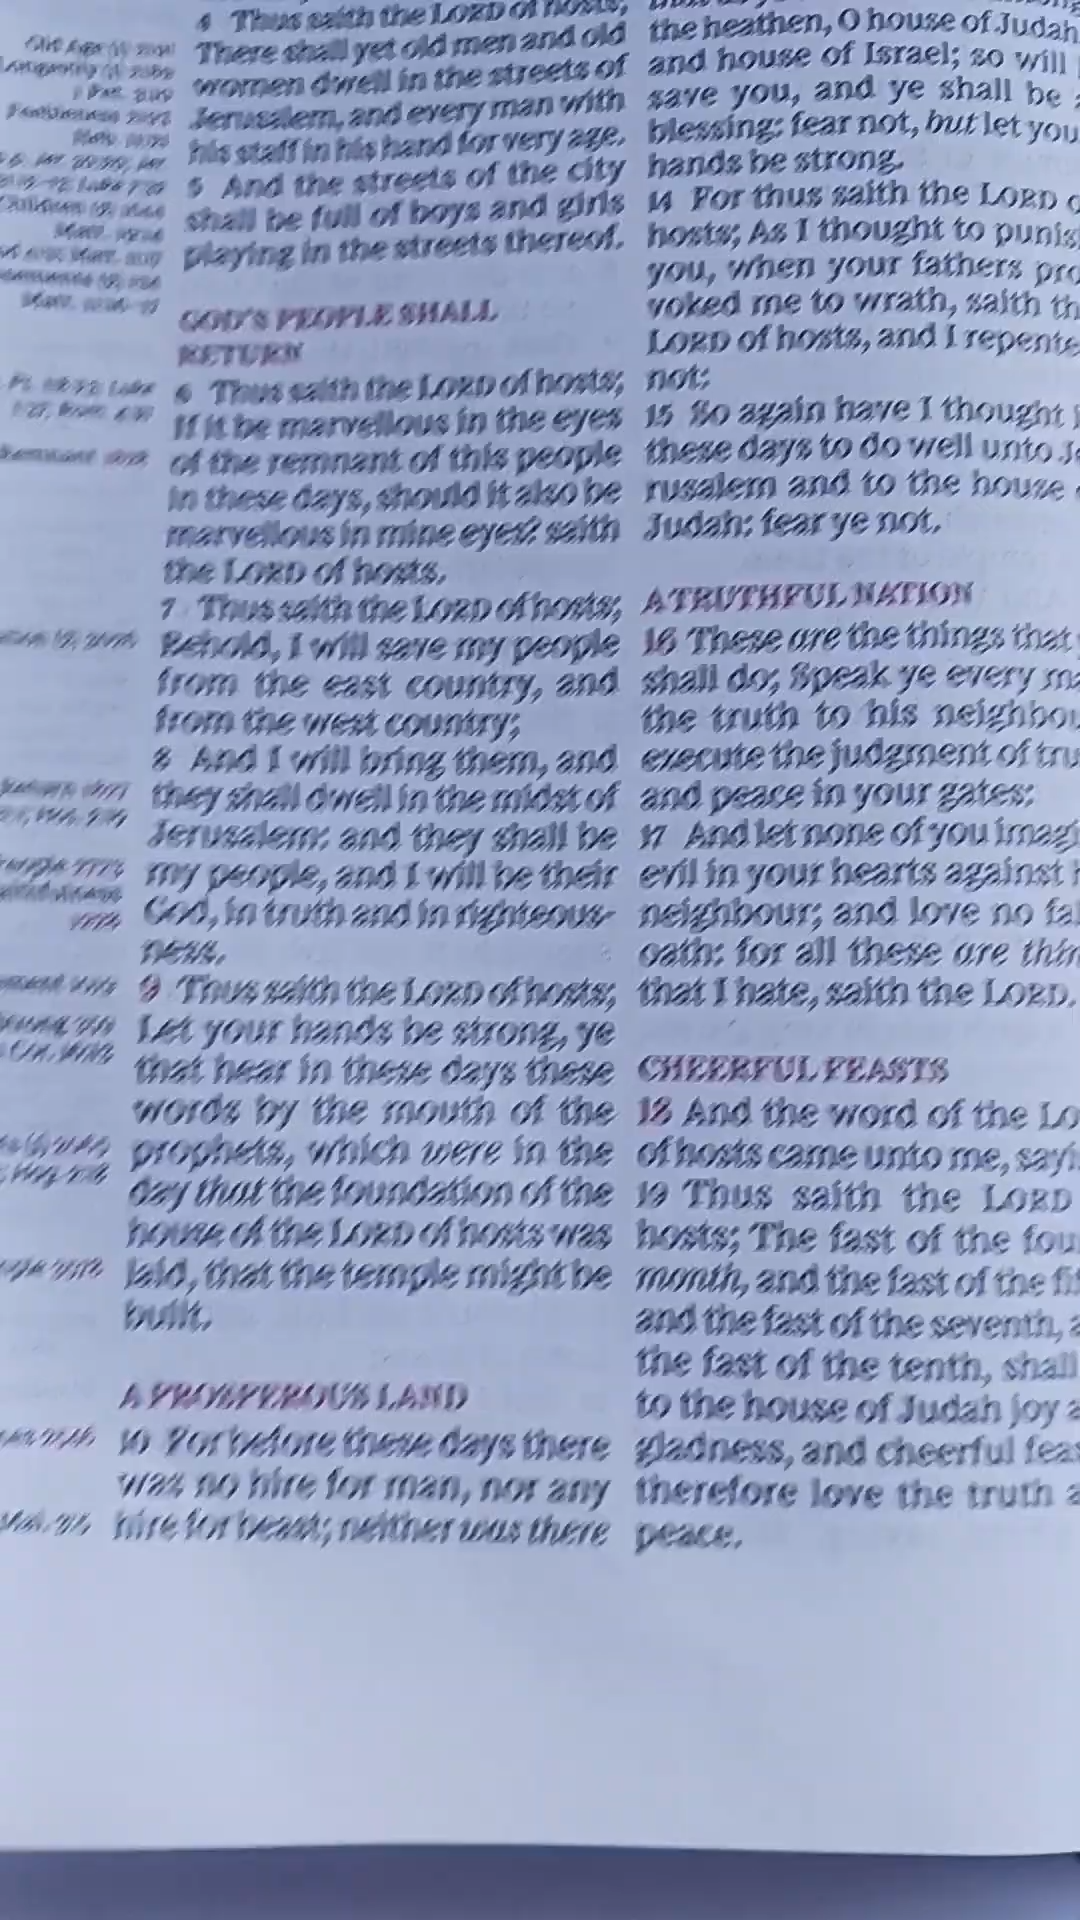 4 Thus saith the LORD of hosts;
There shall yet old men and old
women dwell in the streets of
Jerusalem, and every man with
his staff in his hand for very age.
5 And the streets of the city
shall be full of boys and girls
playing in the streets thereof.
GOD'S PEOPLE SHALL
RETURN
6 Thus saith the LORD of hosts;
If it be marvellous in the eyes
of the remnant of this people
in these days, should it also be
marvellous in mine eyes? saith
the LORD of hosts.
7 Thus saith the LORD of hosts;
Behold, I will save my people
from the east country, and
from the west country;
8 And I will bring them, and
they shall dwell in the midst of
Jerusalem: and they shall be
my people, and I will be their
God, in truth and in righteous-
ness.
9 Thus saith the LORD of hosts;
Let your hands be strong, ye
that hear in these days these
words by the mouth of the
prophets, which were in the
day that the foundation of the
house of the LORD of hosts was
laid, that the temple might be
built.
A PROSPEROUS LAND
10 For before these days there
was no hire for man, nor any
hire for beast; neither was there
the heathen, O house of Judah
and house of Israel; so will
save you, and ye shall be
blessing: fear not, but let you
hands be strong.
14 For thus saith the LORD
hosts; As I thought to punis
you, when your fathers pro
voked me to wrath, saith th
LORD of hosts, and I repente
not:
15 So again have I thought
these days to do well unto Je
rusalem and to the house
Judah: fear ye not.
A TRUTHFUL NATION
16 These are the things that
shall do; Speak ye every ma
the truth to his neighbou
execute the judgment of tru
and peace in your gates:
17 And let none of you imagi
evil in your hearts against
neighbour; and love no fal
oath: for all these are thin
that I hate, saith the LORD.
CHEERFUL FEASTS
18 And the word of the LO
of hosts came unto me, sayi
19 Thus saith the LORD
hosts; The fast of the fou
month, and the fast of the fi
and the fast of the seventh, a
the fast of the tenth, shall
to the house of Judah joy a
gladness, and cheerful feas
therefore love the truth a
peace.